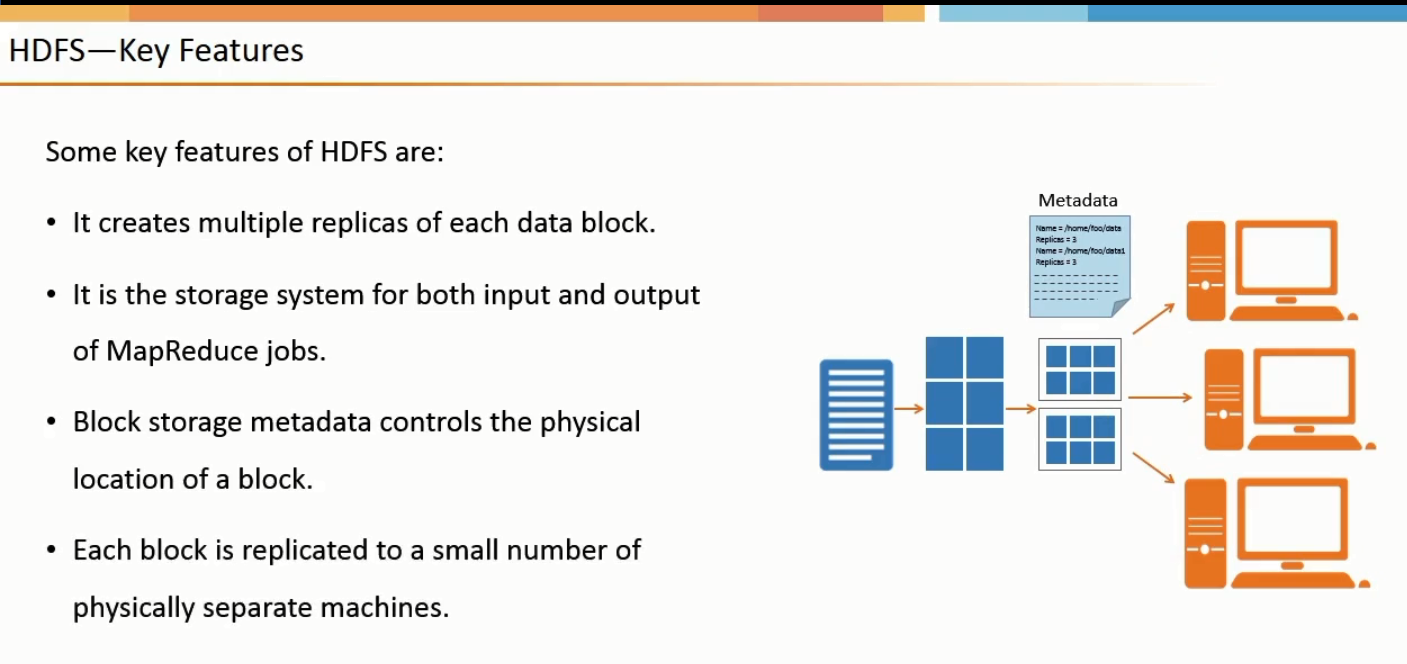 HDFS—Key Features
Some key features of HDFS are:
• It creates multiple replicas of each data block.
• It is the storage system for both input and output
of MapReduce jobs.
• Block storage metadata controls the physical
location of a block.
• Each block is replicated to a small number of
physically separate machines.
Metadata
Name = /home/foo/data
Replicas = 3
Name = /home/foo/data1
Replicas = 3